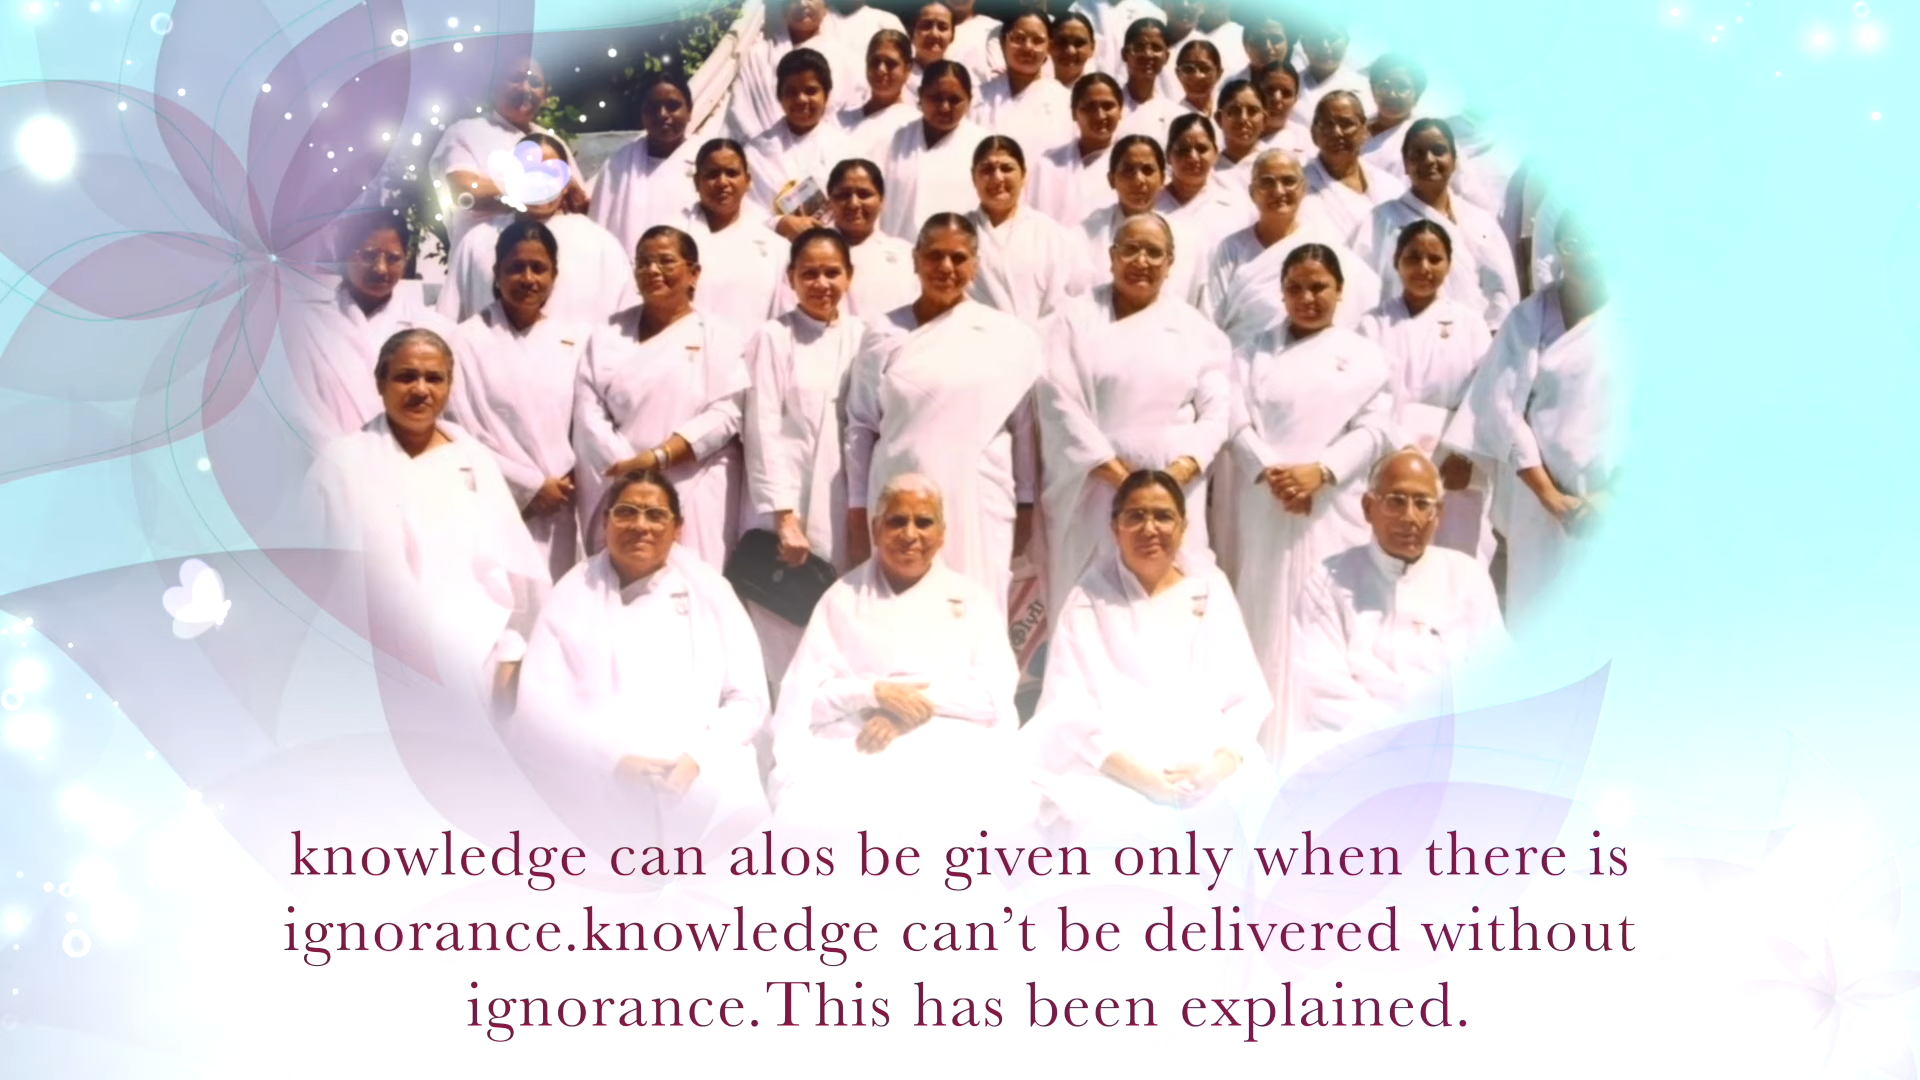 knowledge can alos be given only when there is
ignorance.knowledge can’t be delivered without
ignorance.This has been explained.